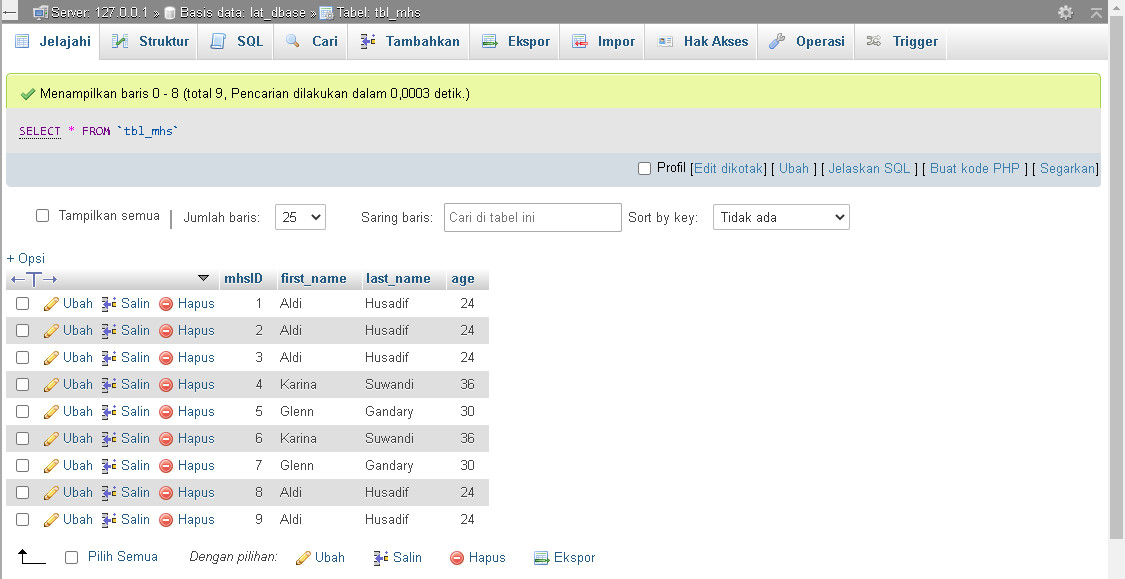 Server: 127.0.0.1 » Basis data: lat_dbase » Tabel: tbl_mhs
Jelajahi Struktur SQL Cari Tambahkan Ekspor Impor Hak Akses Operasi Trigger
Menampilkan baris 0 - 8 (total 9, Pencarian dilakukan dalam 0,0003 detik.)
SELECT * FROM `tbl_mhs`
Profil [Edit dikotak] [ Ubah ] [ Jelaskan SQL ] [ Buat kode PHP ] [ Segarkan]
Tampilkan semua | Jumlah baris: 25 Saring baris: Cari di tabel ini Sort by key: Tidak ada
+ Opsi
←T→ mhsID first_name last_name age
Ubah Salin Hapus 1 Aldi Husadif 24
Ubah Salin Hapus 2 Aldi Husadif 24
Ubah Salin Hapus 3 Aldi Husadif 24
Ubah Salin Hapus 4 Karina Suwandi 36
Ubah Salin Hapus 5 Glenn Gandary 30
Ubah Salin Hapus 6 Karina Suwandi 36
Ubah Salin Hapus 7 Glenn Gandary 30
Ubah Salin Hapus 8 Aldi Husadif 24
Ubah Salin Hapus 9 Aldi Husadif 24
Pilih Semua Dengan pilihan: Ubah Salin Hapus Ekspor